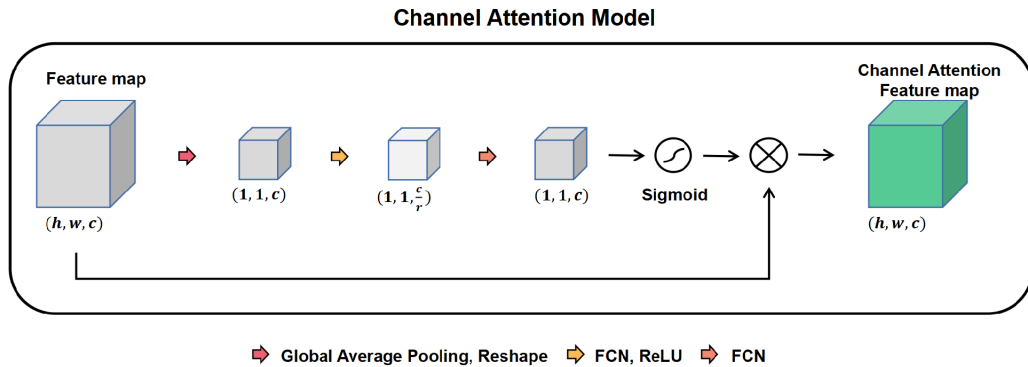 Channel Attention Model
Feature map
Channel Attention
Feature map
(h, w, c)
(1, 1, c)
(1, 1, c/r)
(1, 1, c)
Sigmoid
(h, w, c)
Global Average Pooling, Reshape
FCN, ReLU
FCN